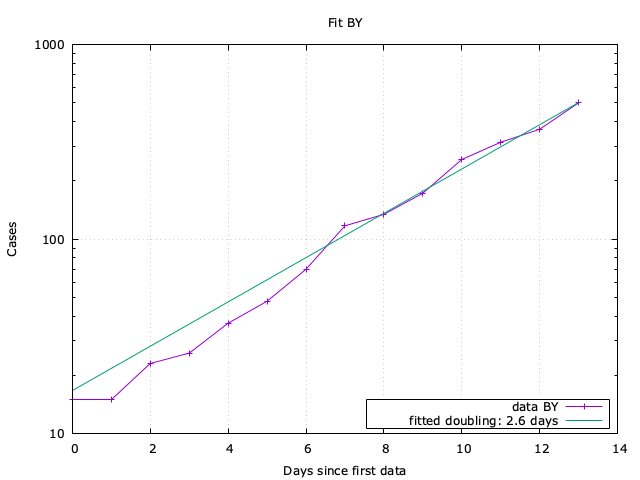 Fit BY
1000
100
10
Cases
0 2 4 6 8 10 12 14
Days since first data
data BY
fitted doubling: 2.6 days